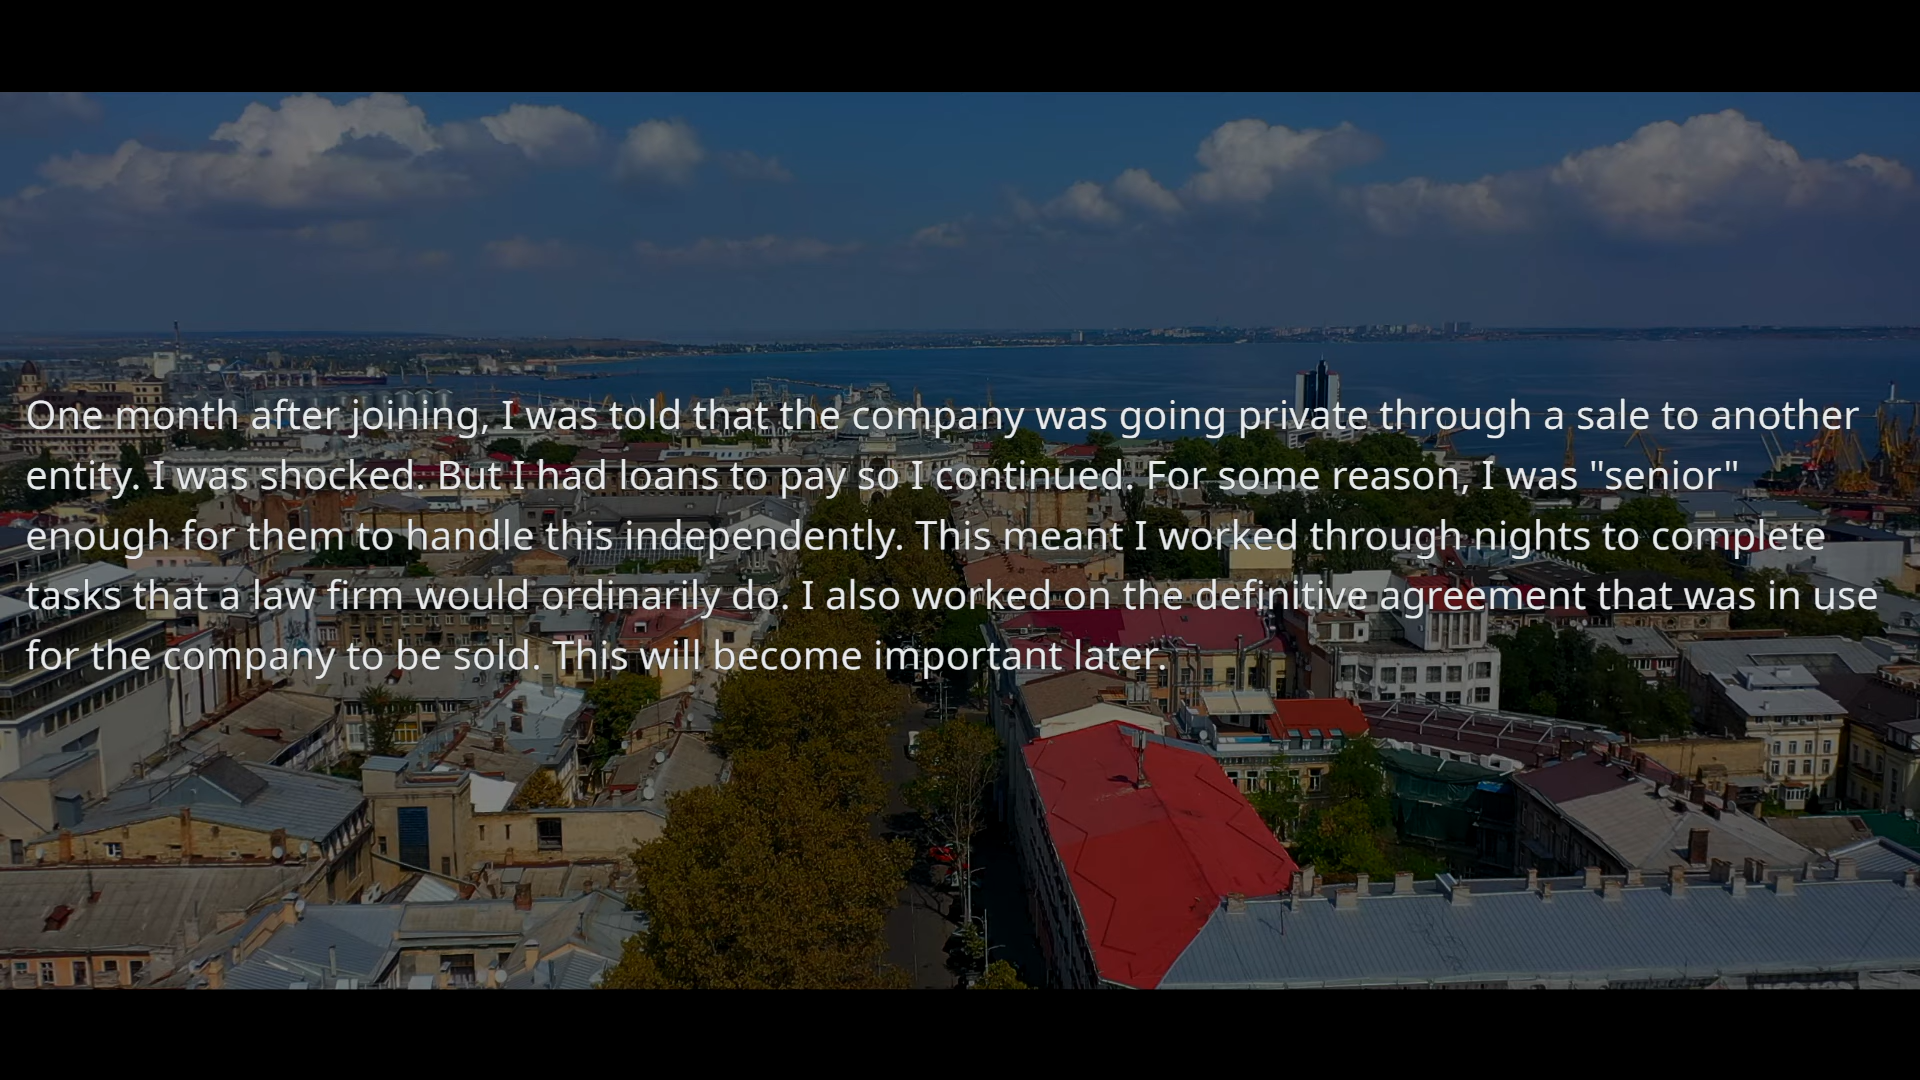 One month after joining, I was told that the company was going private through a sale to another
entity. I was shocked. But I had loans to pay so I continued. For some reason, I was "senior"
enough for them to handle this independently. This meant I worked through nights to complete
tasks that a law firm would ordinarily do. I also worked on the definitive agreement that was in use
for the company to be sold. This will become important later.